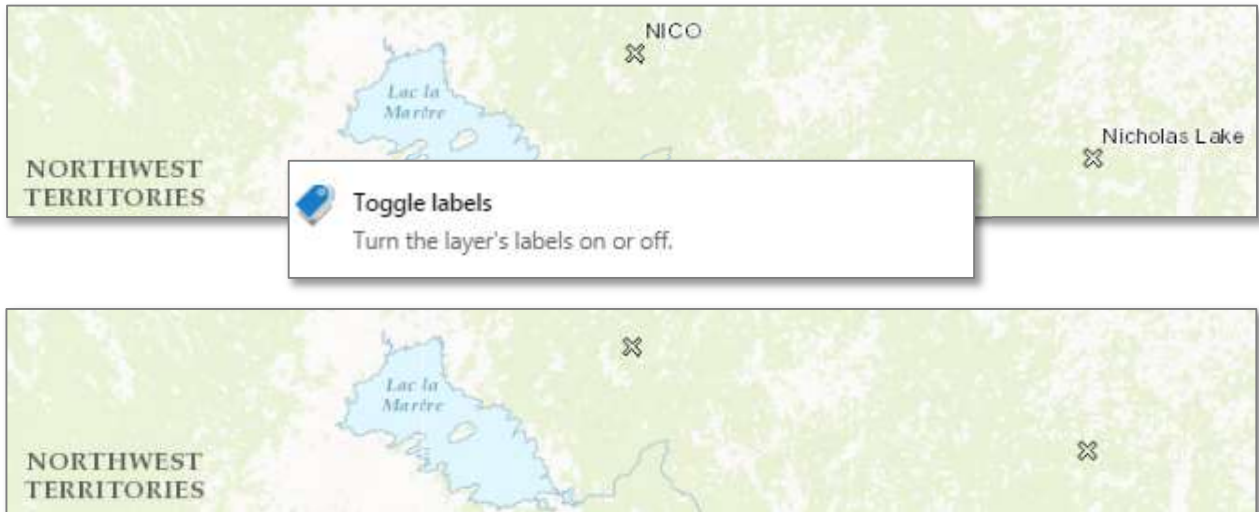 NICO
Lac la
Martre
Nicholas Lake
NORTHWEST
TERRITORIES
Toggle labels
Turn the layer's labels on or off.
Lac la
Martre
NORTHWEST
TERRITORIES